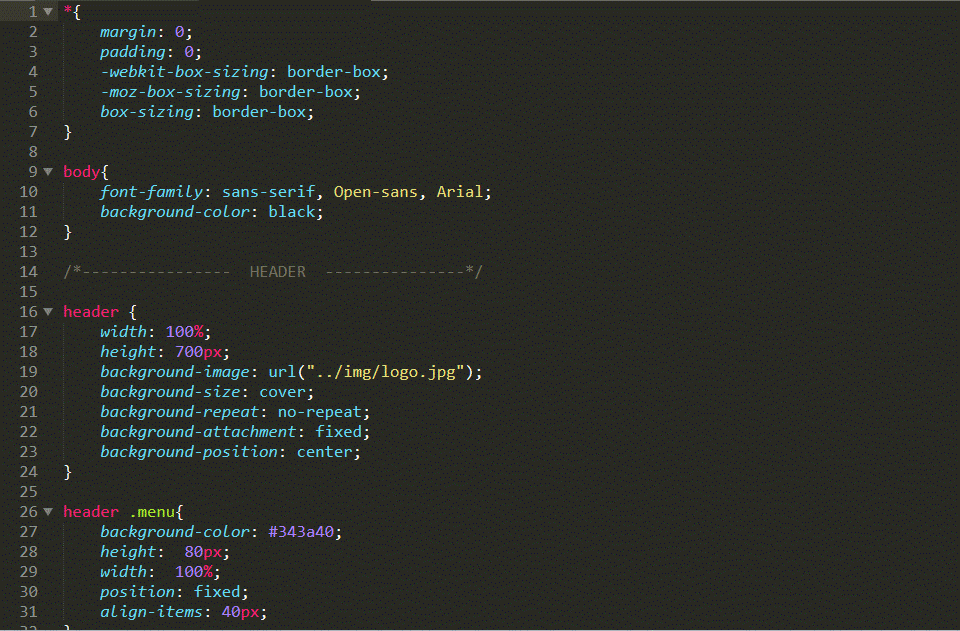 1 *{
2 margin: 0;
3 padding: 0;
4 -webkit-box-sizing: border-box;
5 -moz-box-sizing: border-box;
6 box-sizing: border-box;
7 }
8
9 body{
10 font-family: sans-serif, Open-sans, Arial;
11 background-color: black;
12 }
13
14 /*---------------- HEADER ---------------*/
15
16 header {
17 width: 100%;
18 height: 700px;
19 background-image: url("../img/logo.jpg");
20 background-size: cover;
21 background-repeat: no-repeat;
22 background-attachment: fixed;
23 background-position: center;
24 }
25
26 header .menu{
27 background-color: #343a40;
28 height:  80px;
29 width:  100%;
30 position: fixed;
31 align-items: 40px;
32 }